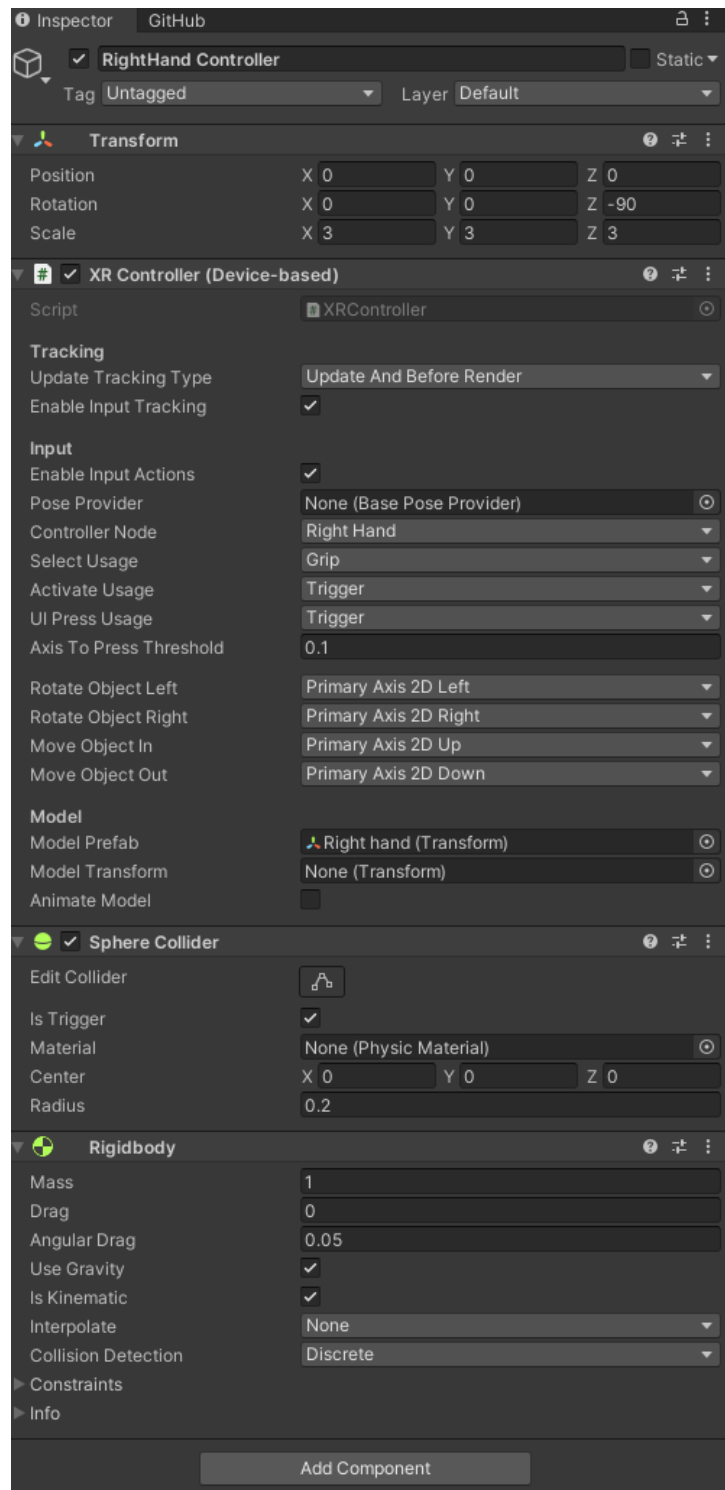 Inspector GitHub
RightHand Controller Static
Tag Untagged Layer Default
Transform
Position X 0 Y 0 Z 0
Rotation X 0 Y 0 Z -90
Scale X 3 Y 3 Z 3
# XR Controller (Device-based)
Script # XRController
Tracking
Update Tracking Type Update And Before Render
Enable Input Tracking
Input
Enable Input Actions
Pose Provider None (Base Pose Provider)
Controller Node Right Hand
Select Usage Grip
Activate Usage Trigger
UI Press Usage Trigger
Axis To Press Threshold 0.1
Rotate Object Left Primary Axis 2D Left
Rotate Object Right Primary Axis 2D Right
Move Object In Primary Axis 2D Up
Move Object Out Primary Axis 2D Down
Model
Model Prefab Right hand (Transform)
Model Transform None (Transform)
Animate Model
Sphere Collider
Edit Collider
Is Trigger
Material None (Physic Material)
Center X 0 Y 0 Z 0
Radius 0.2
Rigidbody
Mass 1
Drag 0
Angular Drag 0.05
Use Gravity
Is Kinematic
Interpolate None
Collision Detection Discrete
Constraints
Info
Add Component